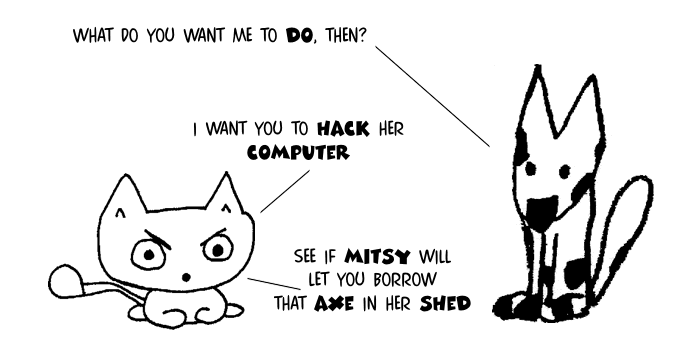 WHAT DO YOU WANT ME TO DO, THEN?
I WANT YOU TO HACK HER
COMPUTER
SEE IF MITSY WILL
LET YOU BORROW
THAT AXE IN HER SHED